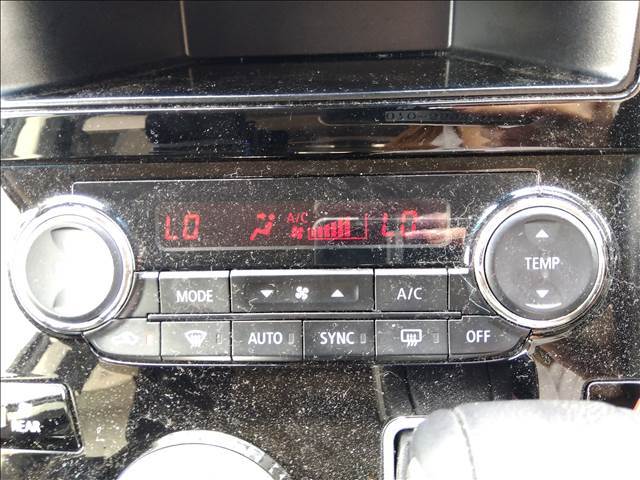 LO A/C LO
TEMP
MODE A/C
AUTO SYNC OFF
REAR